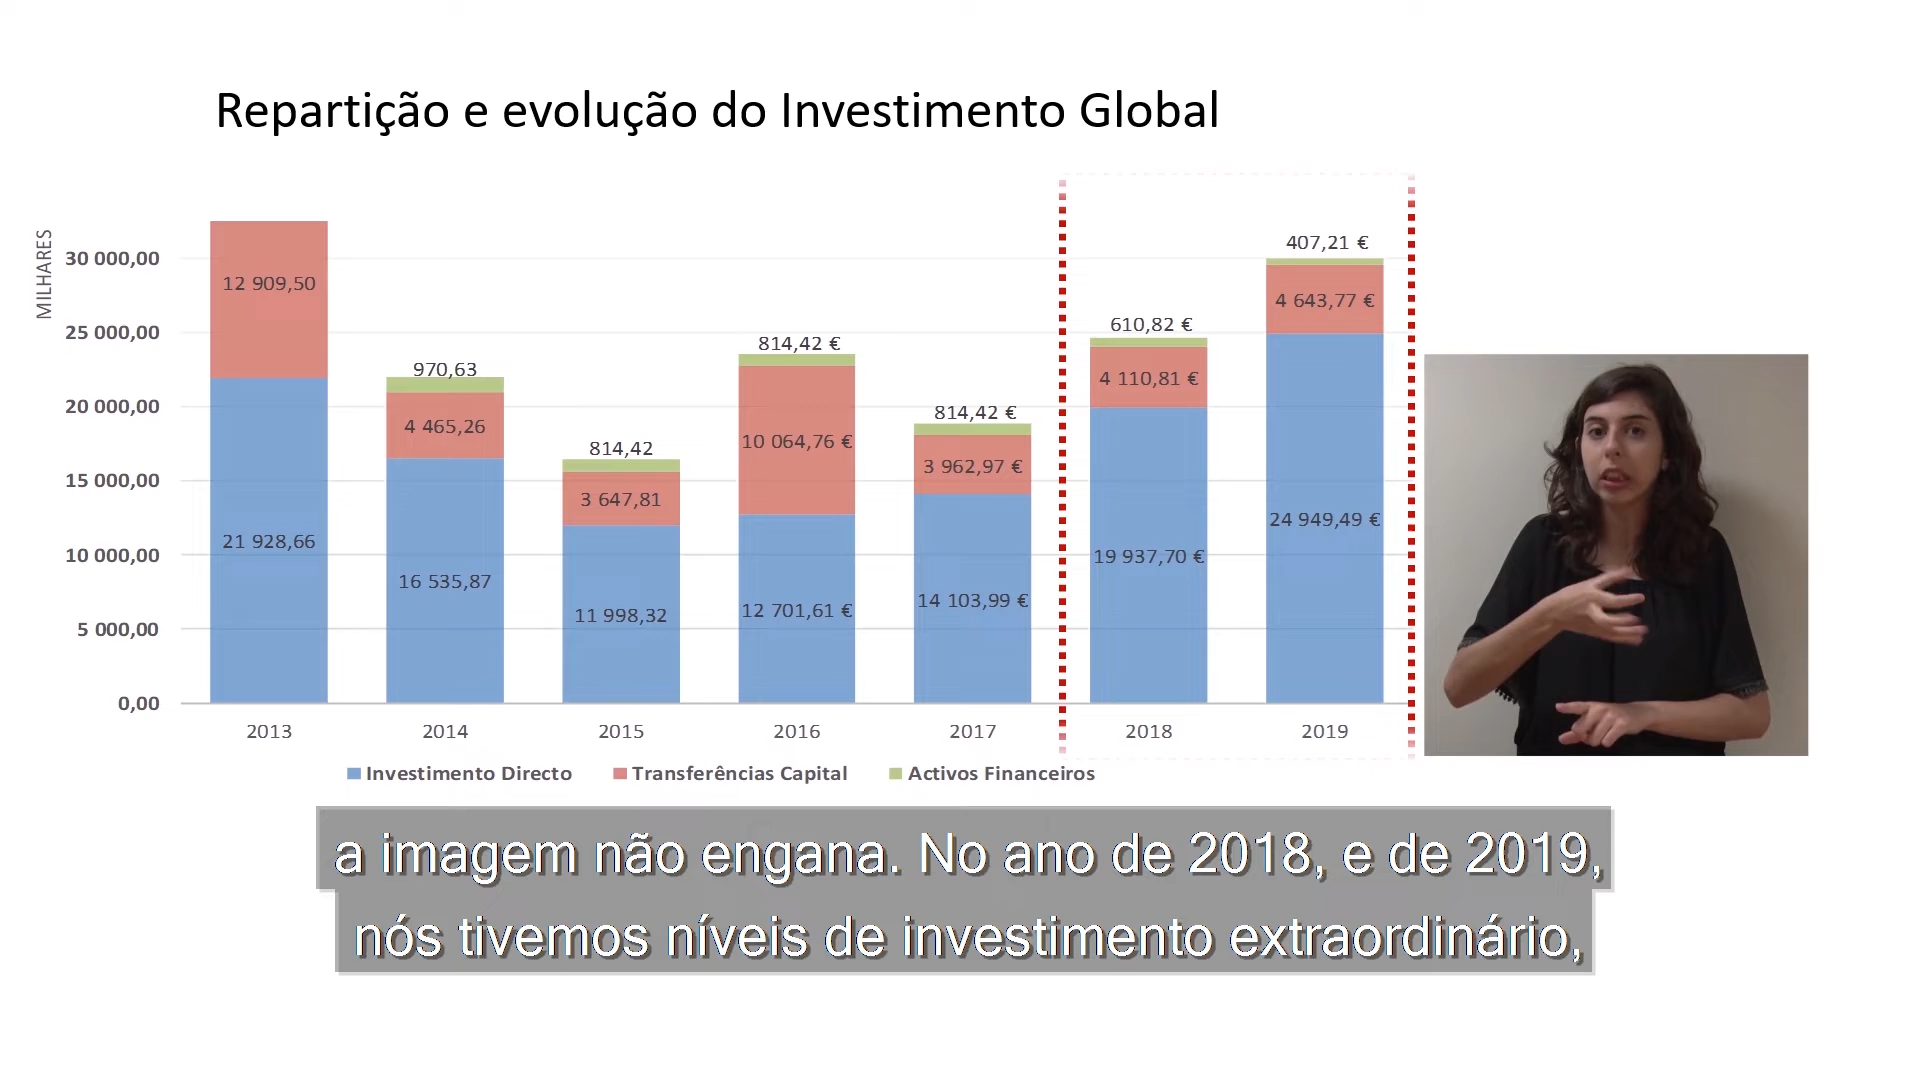 Repartição e evolução do Investimento Global
MILHARES
30 000,00
25 000,00
20 000,00
15 000,00
10 000,00
5 000,00
0,00
12 909,50
21 928,66
970,63
4 465,26
16 535,87
814,42
3 647,81
11 998,32
814,42 €
10 064,76 €
12 701,61 €
814,42 €
3 962,97 €
14 103,99 €
610,82 €
4 110,81 €
19 937,70 €
407,21 €
4 643,77 €
24 949,49 €
2013 2014 2015 2016 2017 2018 2019
Investimento Directo Transferências Capital Activos Financeiros
a imagem não engana. No ano de 2018, e de 2019,
nós tivemos níveis de investimento extraordinário,